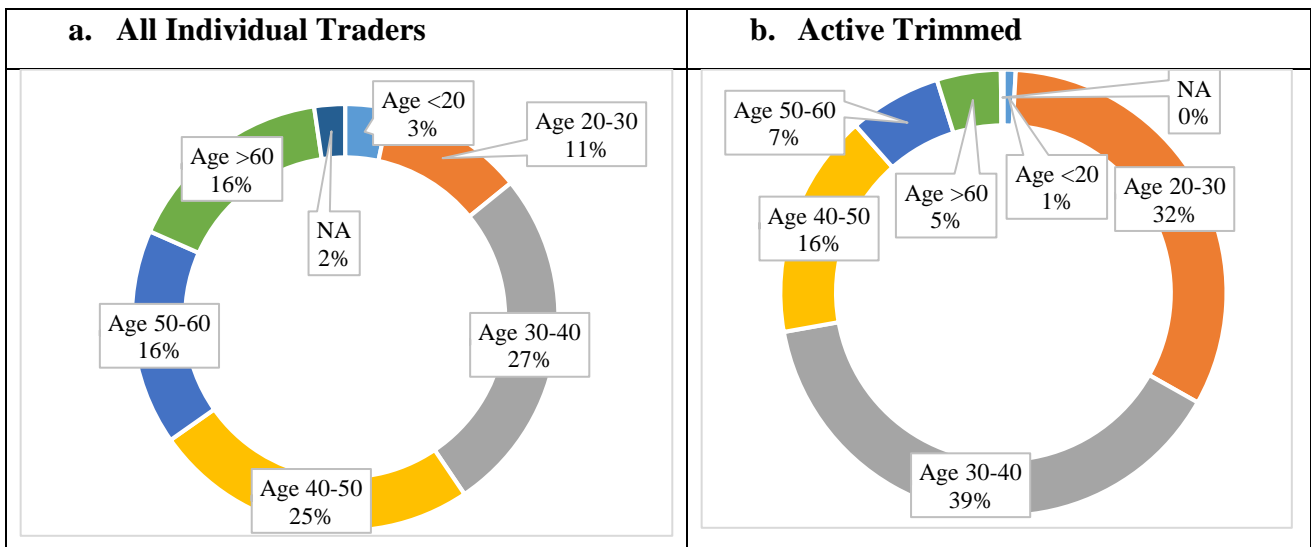 a. All Individual Traders
Age <20
3%
Age 20-30
11%
Age >60
16%
NA
2%
Age 50-60
16%
Age 30-40
27%
Age 40-50
25%
b. Active Trimmed
NA
0%
Age 50-60
7%
Age >60
5%
Age <20
1%
Age 20-30
32%
Age 40-50
16%
Age 30-40
39%